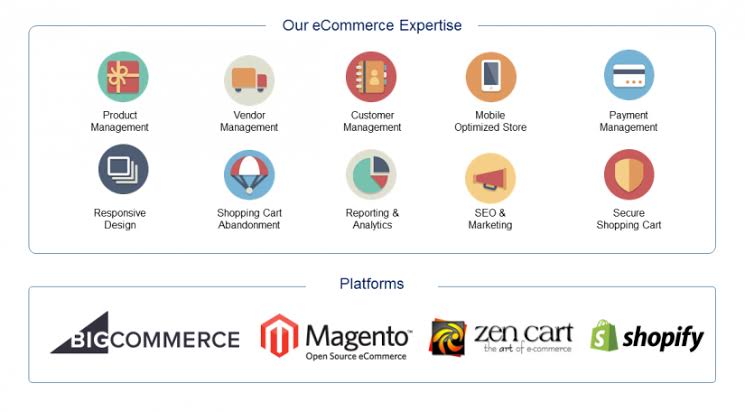 Our eCommerce Expertise
Product
Management
Vendor
Management
Customer
Management
Mobile
Optimized Store
Payment
Management
Responsive
Design
Shopping Cart
Abandonment
Reporting &
Analytics
SEO &
Marketing
Secure
Shopping Cart
Platforms
BIGCOMMERCE
Magento™
Open Source eCommerce
zen cart
the art of e-commerce
S shopify